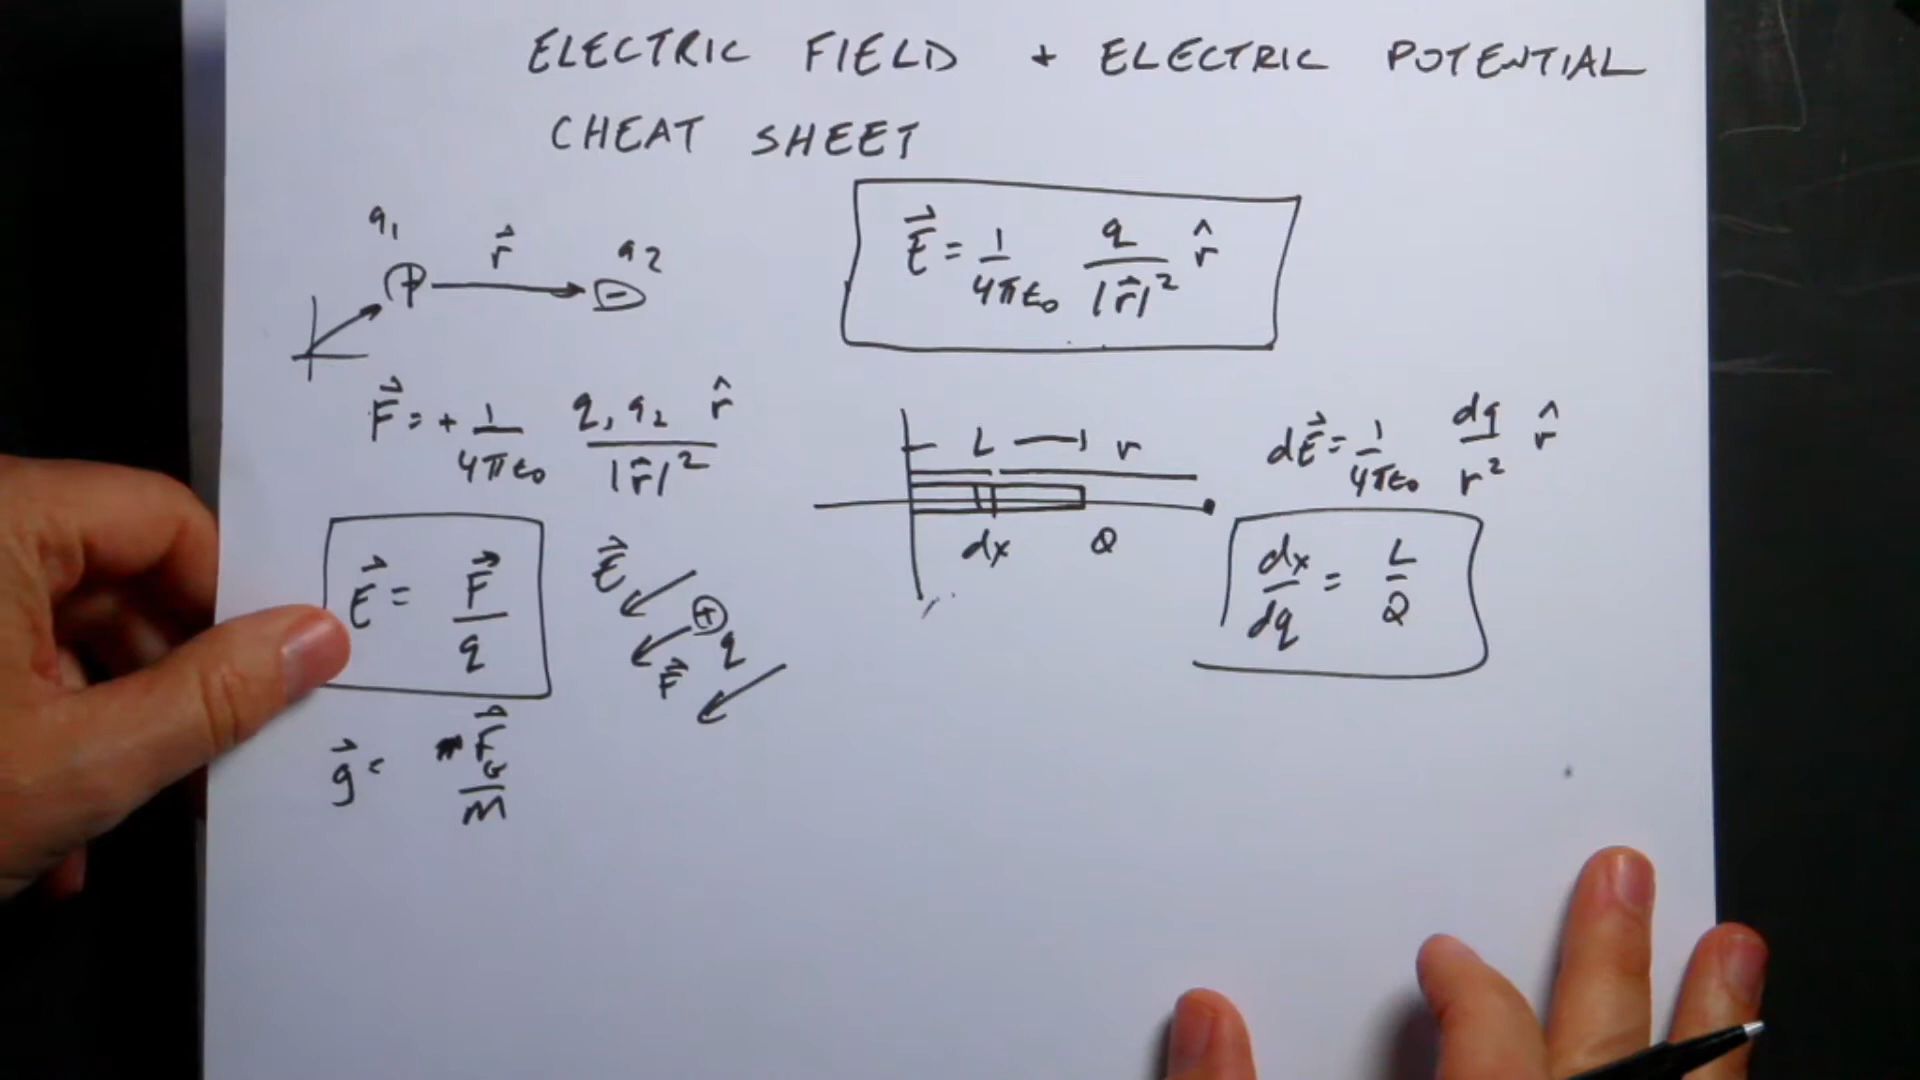 ELECTRIC FIELD + ELECTRIC POTENTIAL
CHEAT SHEET
q₁ r⃗ q₂
+ −
F⃗ = + 1/4πε₀ q₁q₂/|r⃗|² r̂
E⃗ = F⃗/q
E⃗
+ q
F⃗
g⃗ = F⃗_G/m
E⃗ = 1/4πε₀ q/|r⃗|² r̂
L r
dx Q
dE⃗ = 1/4πε₀ dq/r² r̂
dx/dq = L/Q